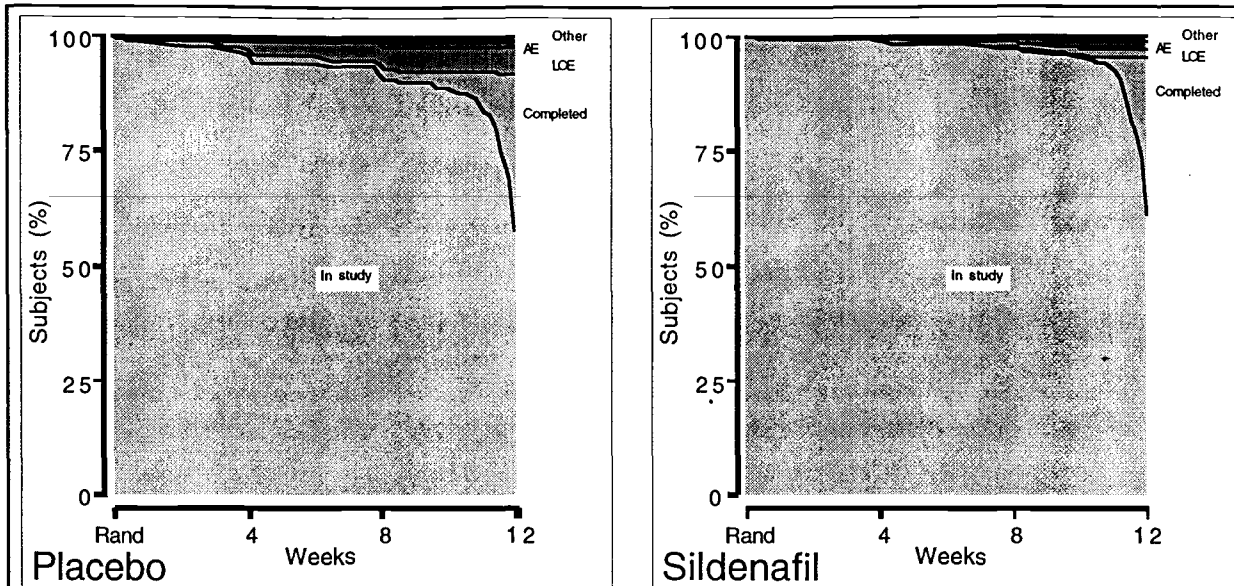 100
75
50
25
0
Subjects (%)
Other
AE
LOE
Completed
In study
Rand
4
8
12
Weeks
Placebo
100
75
50
25
0
Subjects (%)
Other
AE
LOE
Completed
In study
Rand
4
8
12
Weeks
Sildenafil